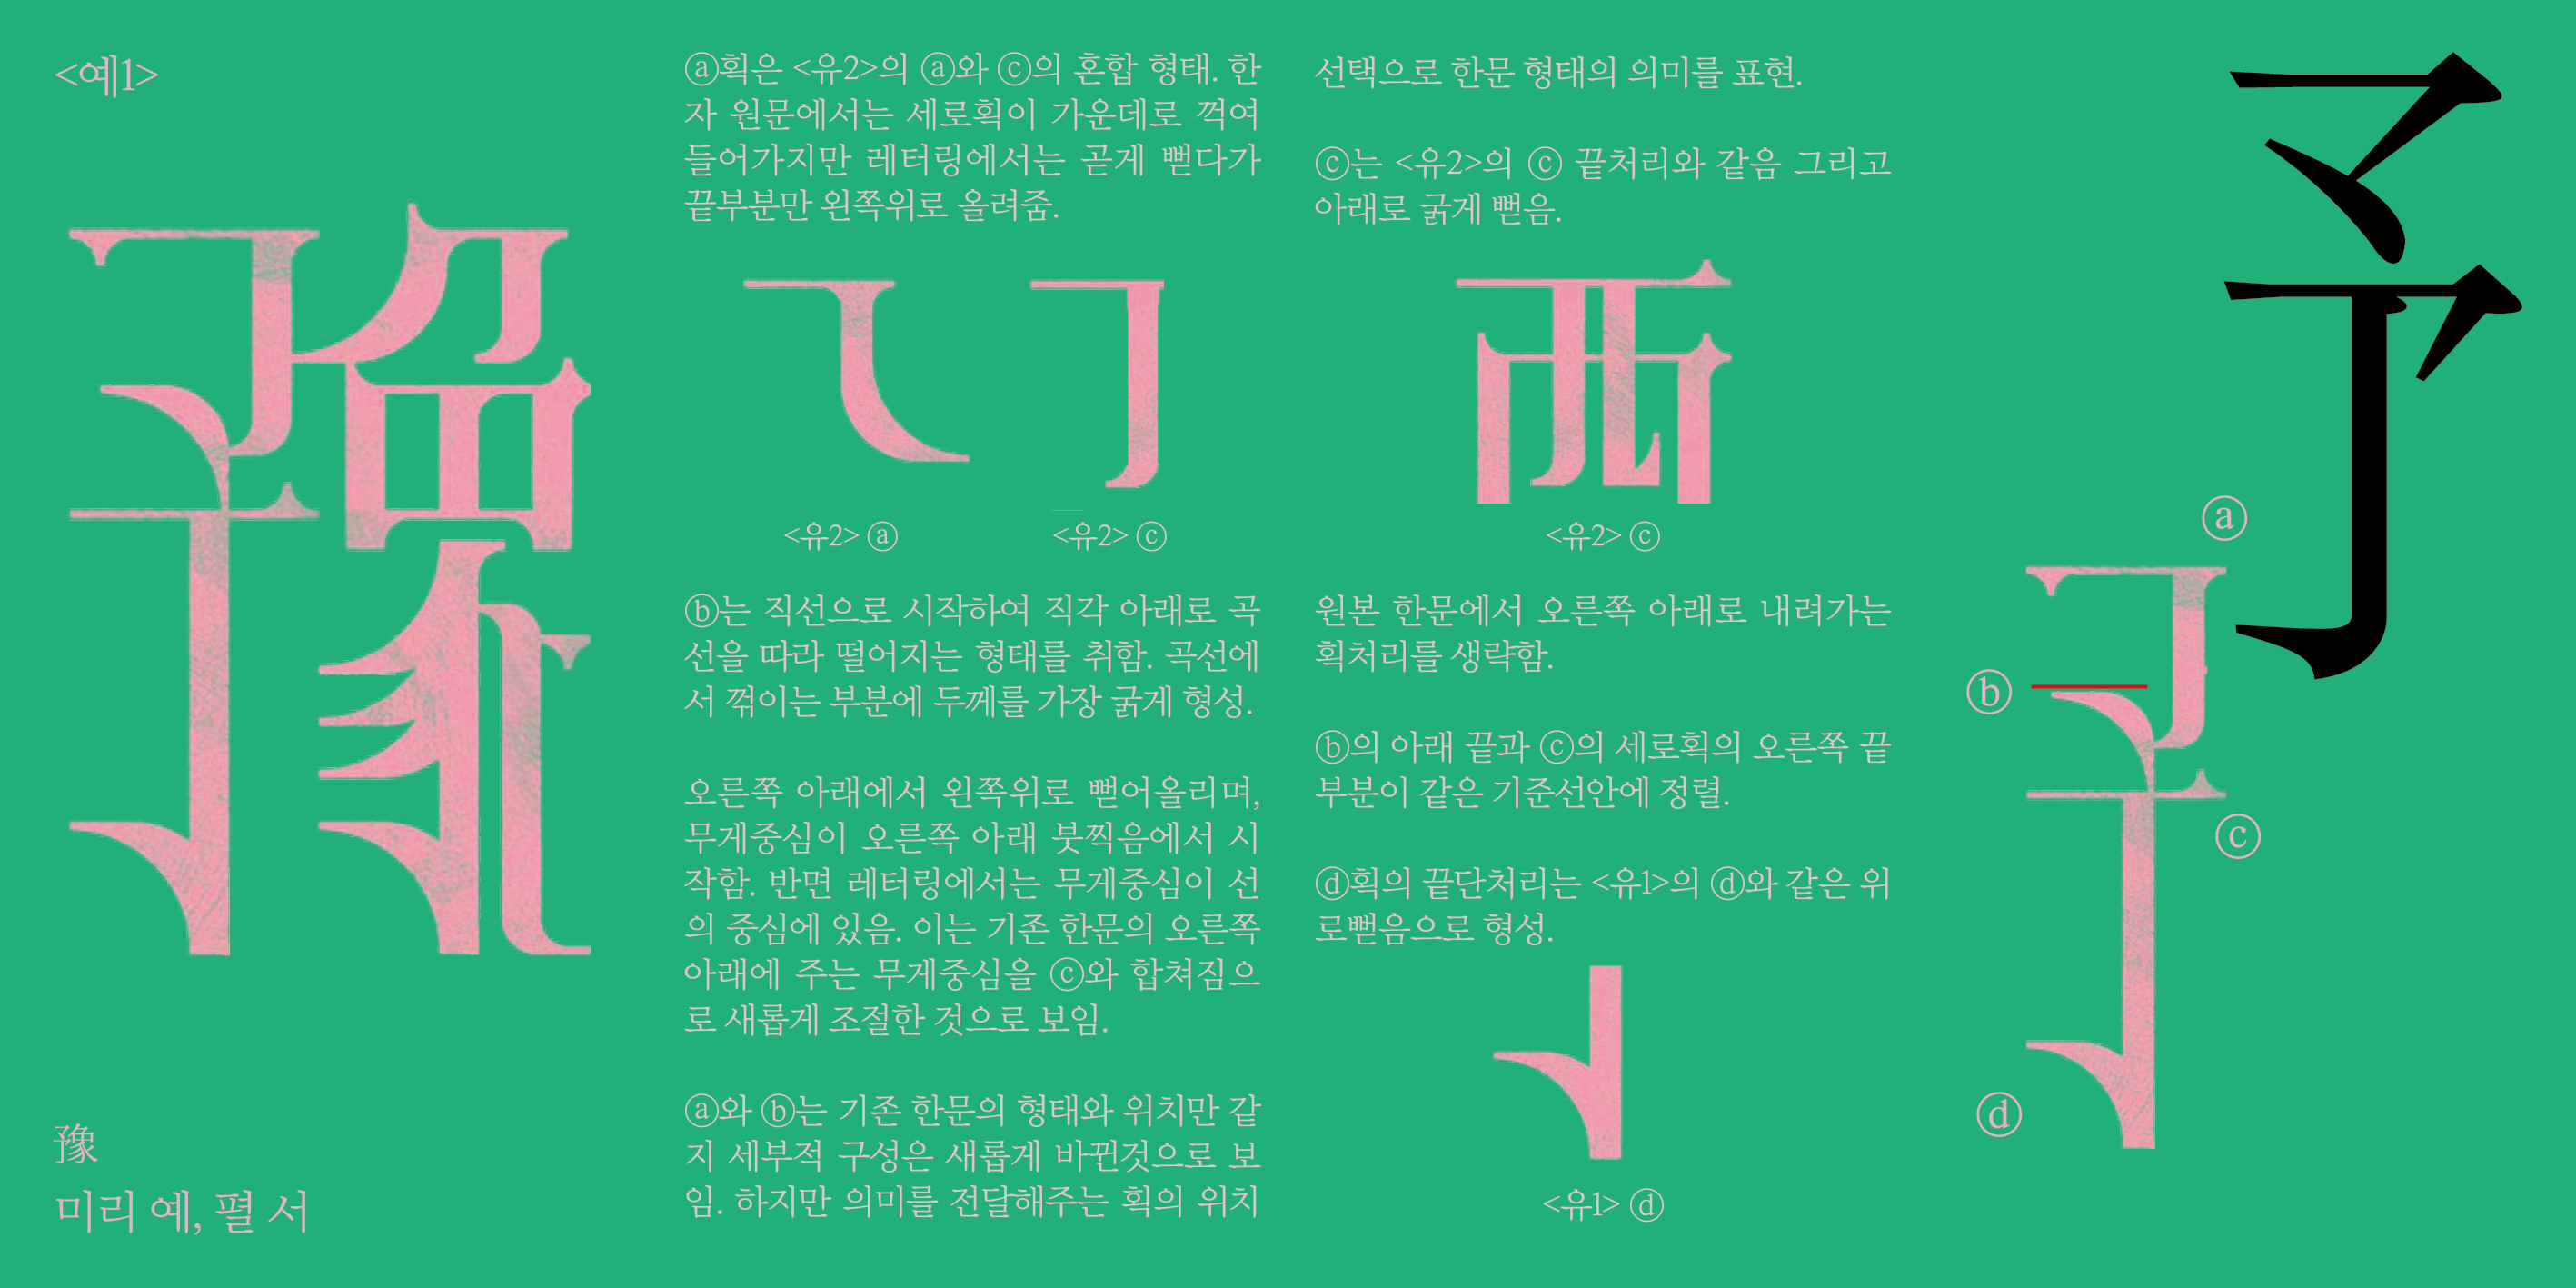 <예1>
豫
豫
미리 예, 펼 서
ⓐ획은 <유2>의 ⓐ와 ⓒ의 혼합 형태. 한
자 원문에서는 세로획이 가운데로 꺽여
들어가지만 레터링에서는 곧게 뻗다가
끝부분만 왼쪽위로 올려줌.
<유2> ⓐ
<유2> ⓒ
ⓑ는 직선으로 시작하여 직각 아래로 곡
선을 따라 떨어지는 형태를 취함. 곡선에
서 꺾이는 부분에 두께를 가장 굵게 형성.
오른쪽 아래에서 왼쪽위로 뻗어올리며,
무게중심이 오른쪽 아래 붓찍음에서 시
작함. 반면 레터링에서는 무게중심이 선
의 중심에 있음. 이는 기존 한문의 오른쪽
아래에 주는 무게중심을 ⓒ와 합쳐짐으
로 새롭게 조절한 것으로 보임.
ⓐ와 ⓑ는 기존 한문의 형태와 위치만 같
지 세부적 구성은 새롭게 바뀐것으로 보
임. 하지만 의미를 전달해주는 획의 위치
선택으로 한문 형태의 의미를 표현.
ⓒ는 <유2>의 ⓒ 끝처리와 같음 그리고
아래로 굵게 뻗음.
<유2> ⓒ
원본 한문에서 오른쪽 아래로 내려가는
획처리를 생략함.
ⓑ의 아래 끝과 ⓒ의 세로획의 오른쪽 끝
부분이 같은 기준선안에 정렬.
ⓓ획의 끝단처리는 <유1>의 ⓓ와 같은 위
로뻗음으로 형성.
<유1> ⓓ
予
ⓐ
予
ⓑ
ⓒ
ⓓ